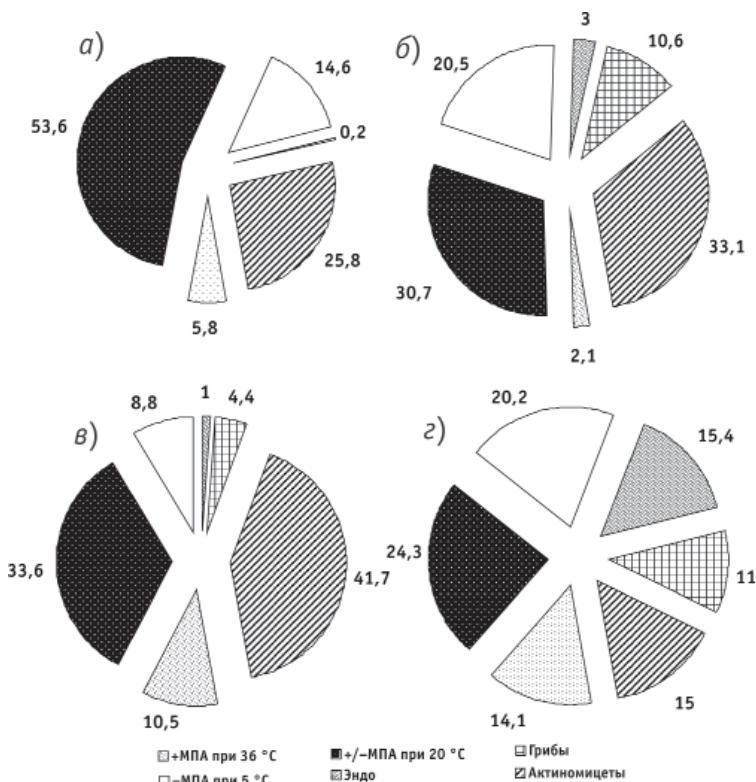 а)
14,6
53,6
0,2
25,8
5,8
б)
3
10,6
20,5
33,1
30,7
2,1
в)
1
4,4
8,8
33,6
41,7
10,5
г)
20,2
15,4
24,3
11
14,1
15
+МПА при 36 °C
+/–МПА при 20 °C
Грибы
–МПА при 5 °C
Эндо
Актиномицеты